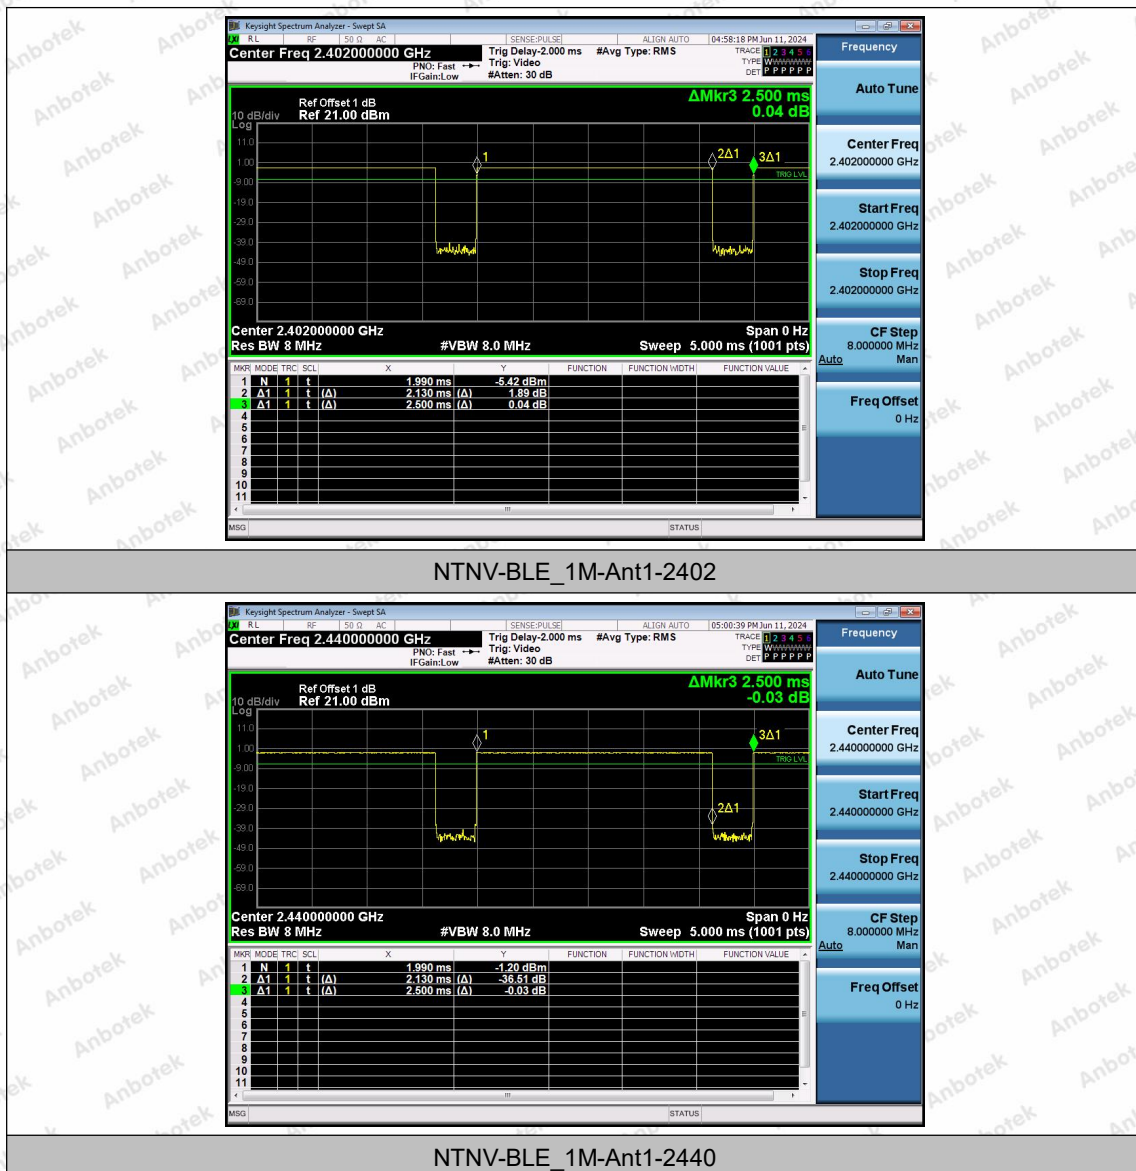 Keysight Spectrum Analyzer - Swept SA
RL RF 50 Ω AC SENSE:PULSE ALIGN AUTO 04:58:18 PM Jun 11, 2024
Center Freq 2.402000000 GHz
PNO: Fast
IFGain:Low
Trig Delay-2.000 ms
Trig: Video
#Atten: 30 dB
#Avg Type: RMS
TRACE 1 2 3 4 5 6
TYPE W
DET P P P P P P
Frequency
Auto Tune
Center Freq
2.402000000 GHz
Start Freq
2.402000000 GHz
Stop Freq
2.402000000 GHz
CF Step
8.000000 MHz
Auto Man
Freq Offset
0 Hz
ΔMkr3 2.500 ms
0.04 dB
Ref Offset 1 dB
10 dB/div Ref 21.00 dBm
Log
11.0
1.00
-9.00
-19.0
-29.0
-39.0
-49.0
-59.0
-69.0
1
2Δ1
3Δ1
TRIG LVL
Center 2.402000000 GHz Span 0 Hz
Res BW 8 MHz #VBW 8.0 MHz Sweep 5.000 ms (1001 pts)
MKR MODE TRC SCL X Y FUNCTION FUNCTION WIDTH FUNCTION VALUE
1 N 1 t 1.990 ms -5.42 dBm
2 Δ1 1 t (Δ) 2.130 ms (Δ) 1.89 dB
3 Δ1 1 t (Δ) 2.500 ms (Δ) 0.04 dB
4
5
6
7
8
9
10
11
MSG STATUS
NTNV-BLE_1M-Ant1-2402
Keysight Spectrum Analyzer - Swept SA
RL RF 50 Ω AC SENSE:PULSE ALIGN AUTO 05:00:39 PM Jun 11, 2024
Center Freq 2.440000000 GHz
PNO: Fast
IFGain:Low
Trig Delay-2.000 ms
Trig: Video
#Atten: 30 dB
#Avg Type: RMS
TRACE 1 2 3 4 5 6
TYPE W
DET P P P P P P
Frequency
Auto Tune
Center Freq
2.440000000 GHz
Start Freq
2.440000000 GHz
Stop Freq
2.440000000 GHz
CF Step
8.000000 MHz
Auto Man
Freq Offset
0 Hz
ΔMkr3 2.500 ms
-0.03 dB
Ref Offset 1 dB
10 dB/div Ref 21.00 dBm
Log
11.0
1.00
-9.00
-19.0
-29.0
-39.0
-49.0
-59.0
-69.0
1
3Δ1
TRIG LVL
2Δ1
Center 2.440000000 GHz Span 0 Hz
Res BW 8 MHz #VBW 8.0 MHz Sweep 5.000 ms (1001 pts)
MKR MODE TRC SCL X Y FUNCTION FUNCTION WIDTH FUNCTION VALUE
1 N 1 t 1.990 ms -1.20 dBm
2 Δ1 1 t (Δ) 2.130 ms (Δ) -36.51 dB
3 Δ1 1 t (Δ) 2.500 ms (Δ) -0.03 dB
4
5
6
7
8
9
10
11
MSG STATUS
NTNV-BLE_1M-Ant1-2440
Anbotek